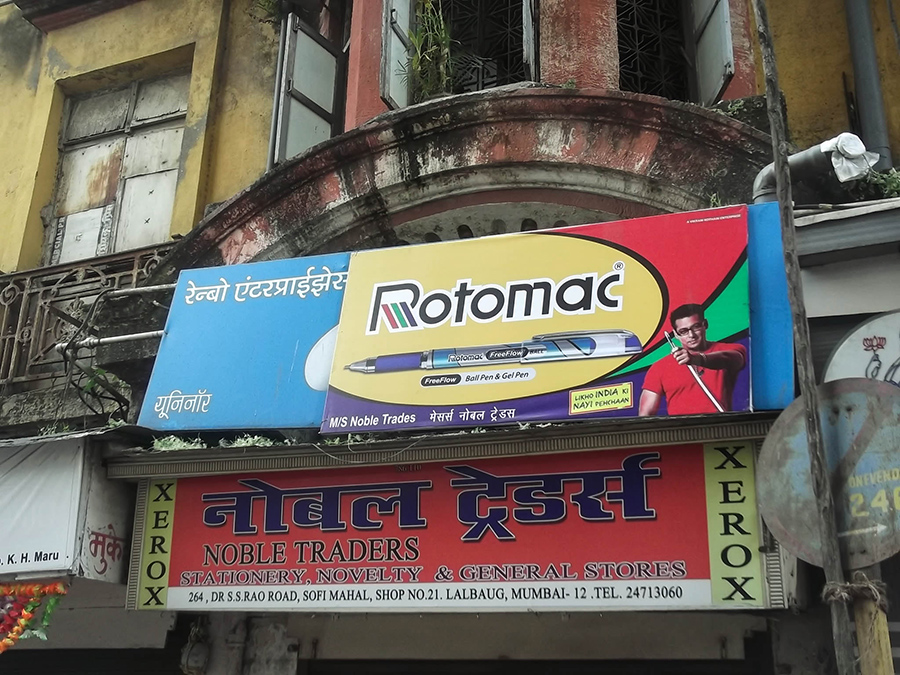 रेन्बो एंटरप्राईझेस
यूनिनॉर
Rotomac®
Rotomac FreeFlow
FreeFlow Ball Pen & Gel Pen
LIKHO INDIA KI
NAYI PEHCHAAN
M/S Noble Trades मेसर्स नोबल ट्रेडस
XEROX
नोबल ट्रेडर्स
NOBLE TRADERS
STATIONERY, NOVELTY & GENERAL STORES
264 , DR S.S.RAO ROAD, SOFI MAHAL, SHOP NO.21. LALBAUG, MUMBAI- 12 .TEL. 24713060
XEROX
K. H. Maru